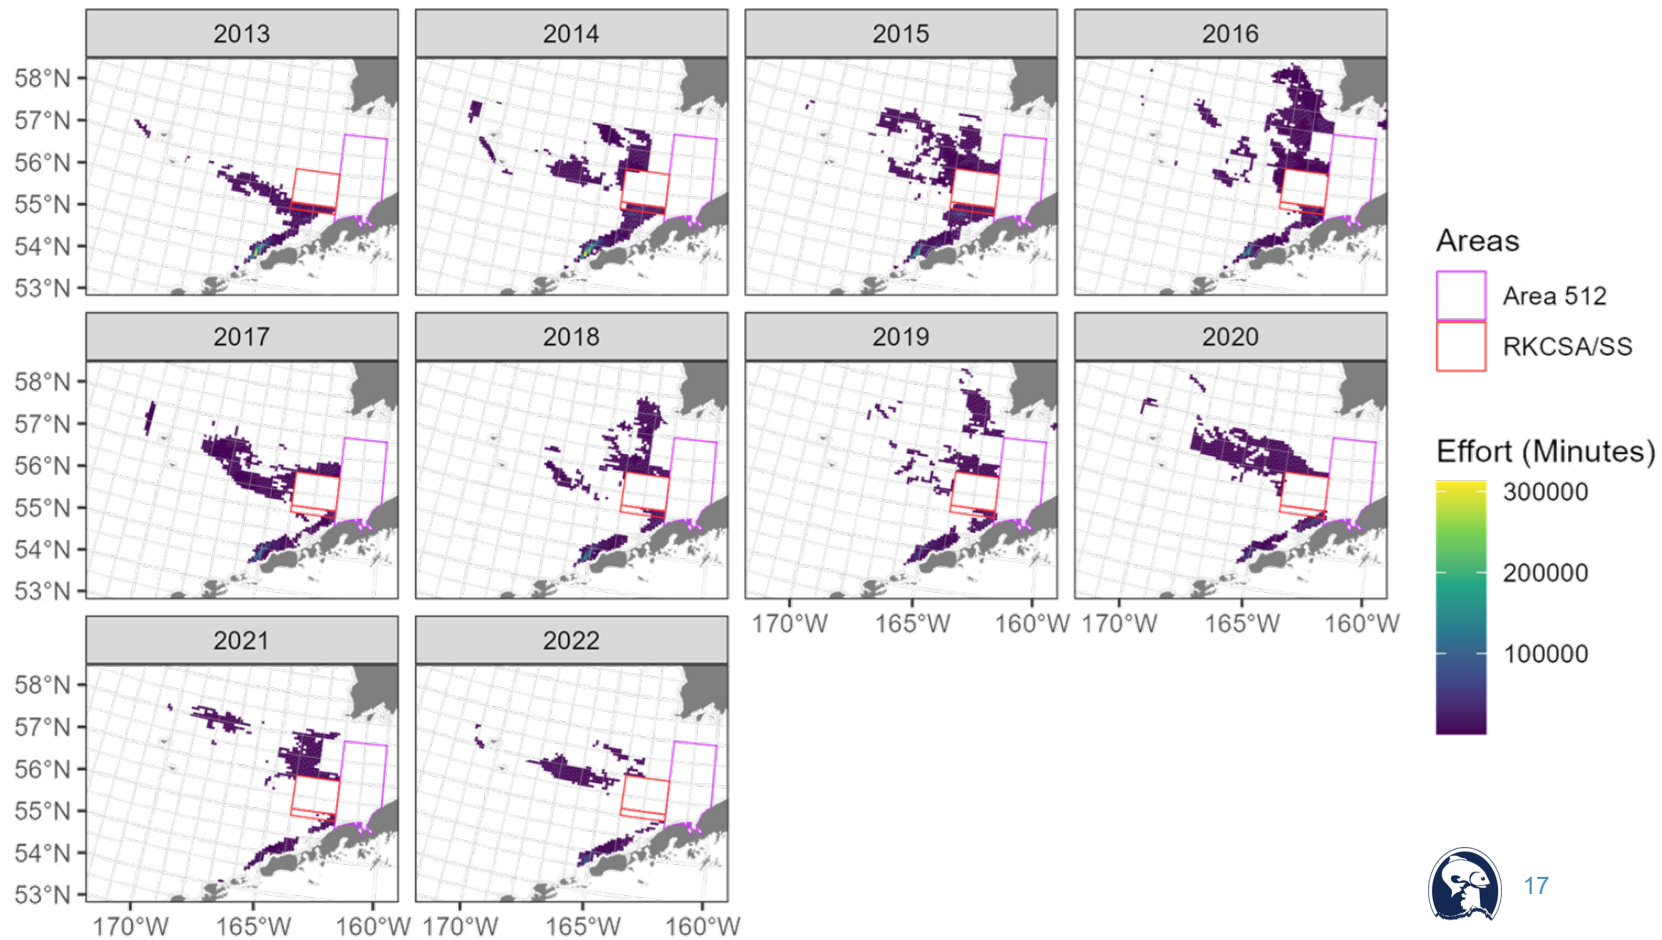 2013 2014 2015 2016
58°N
57°N
56°N
55°N
54°N
53°N
2017 2018 2019 2020
58°N
57°N
56°N
55°N
54°N
53°N
170°W 165°W 160°W 170°W 165°W 160°W
2021 2022
58°N
57°N
56°N
55°N
54°N
53°N
170°W 165°W 160°W 170°W 165°W 160°W
Areas
Area 512
RKCSA/SS
Effort (Minutes)
300000
200000
100000
17